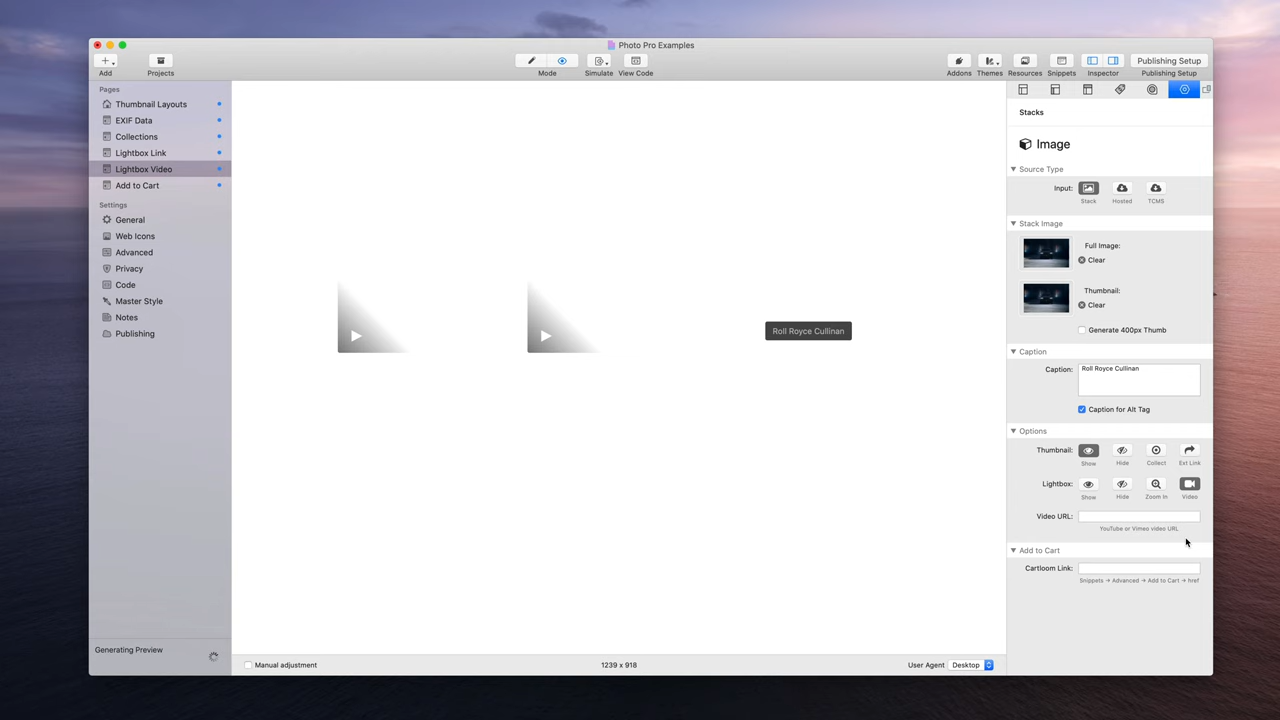 Photo Pro Examples
Add
Projects
Mode
Simulate
View Code
Addons
Themes
Resources
Snippets
Inspector
Publishing Setup
Publishing Setup
Pages
Thumbnail Layouts
EXIF Data
Collections
Lightbox Link
Lightbox Video
Add to Cart
Settings
General
Web Icons
Advanced
Privacy
Code
Master Style
Notes
Publishing
Generating Preview
Roll Royce Cullinan
Manual adjustment
1239 x 918
User Agent
Desktop
Stacks
Image
Source Type
Input:
Stack
Hosted
TCMS
Stack Image
Full Image:
Clear
Thumbnail:
Clear
Generate 400px Thumb
Caption
Caption:
Roll Royce Cullinan
Caption for Alt Tag
Options
Thumbnail:
Show
Hide
Collect
Ext Link
Lightbox:
Show
Hide
Zoom In
Video
Video URL:
YouTube or Vimeo video URL
Add to Cart
Cartloom Link:
Snippets → Advanced → Add to Cart → href